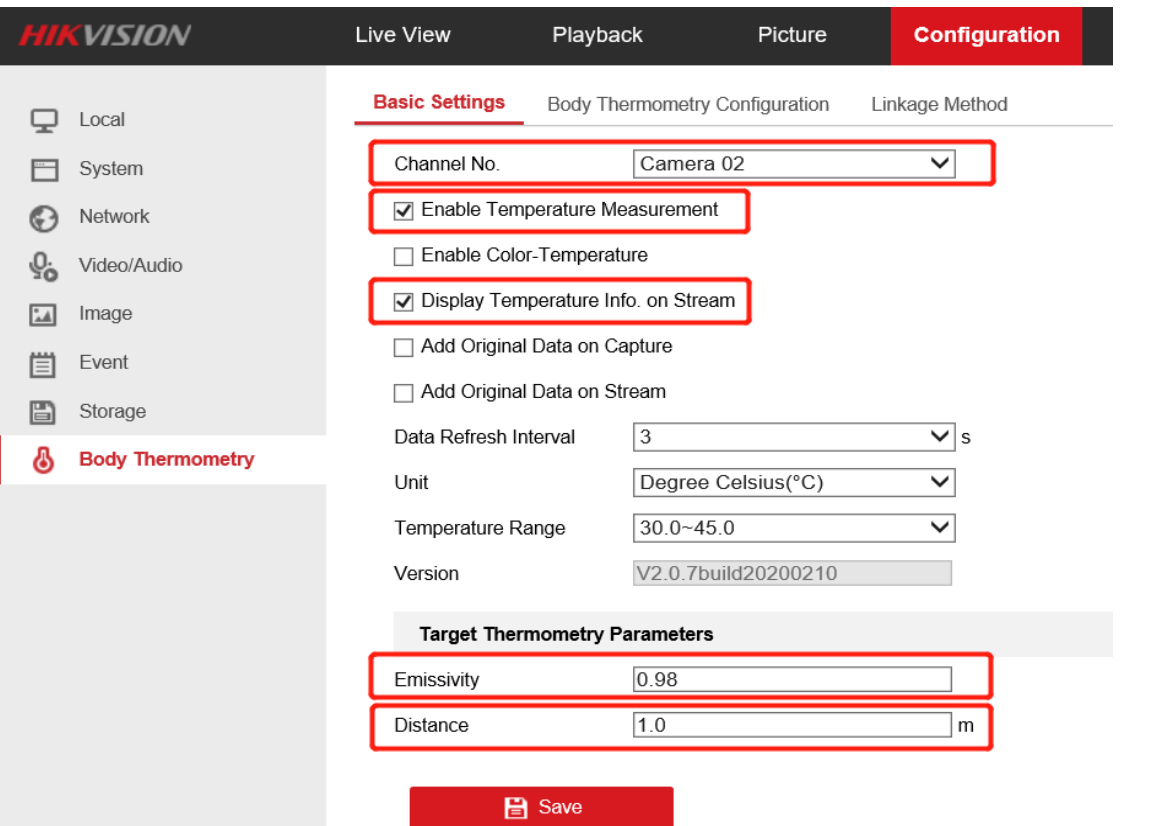 HIKVISION Live View Playback Picture Configuration
Local
System
Network
Video/Audio
Image
Event
Storage
Body Thermometry
Basic Settings Body Thermometry Configuration Linkage Method
Channel No. Camera 02
Enable Temperature Measurement
Enable Color-Temperature
Display Temperature Info. on Stream
Add Original Data on Capture
Add Original Data on Stream
Data Refresh Interval 3 s
Unit Degree Celsius(°C)
Temperature Range 30.0~45.0
Version V2.0.7build20200210
Target Thermometry Parameters
Emissivity 0.98
Distance 1.0 m
Save